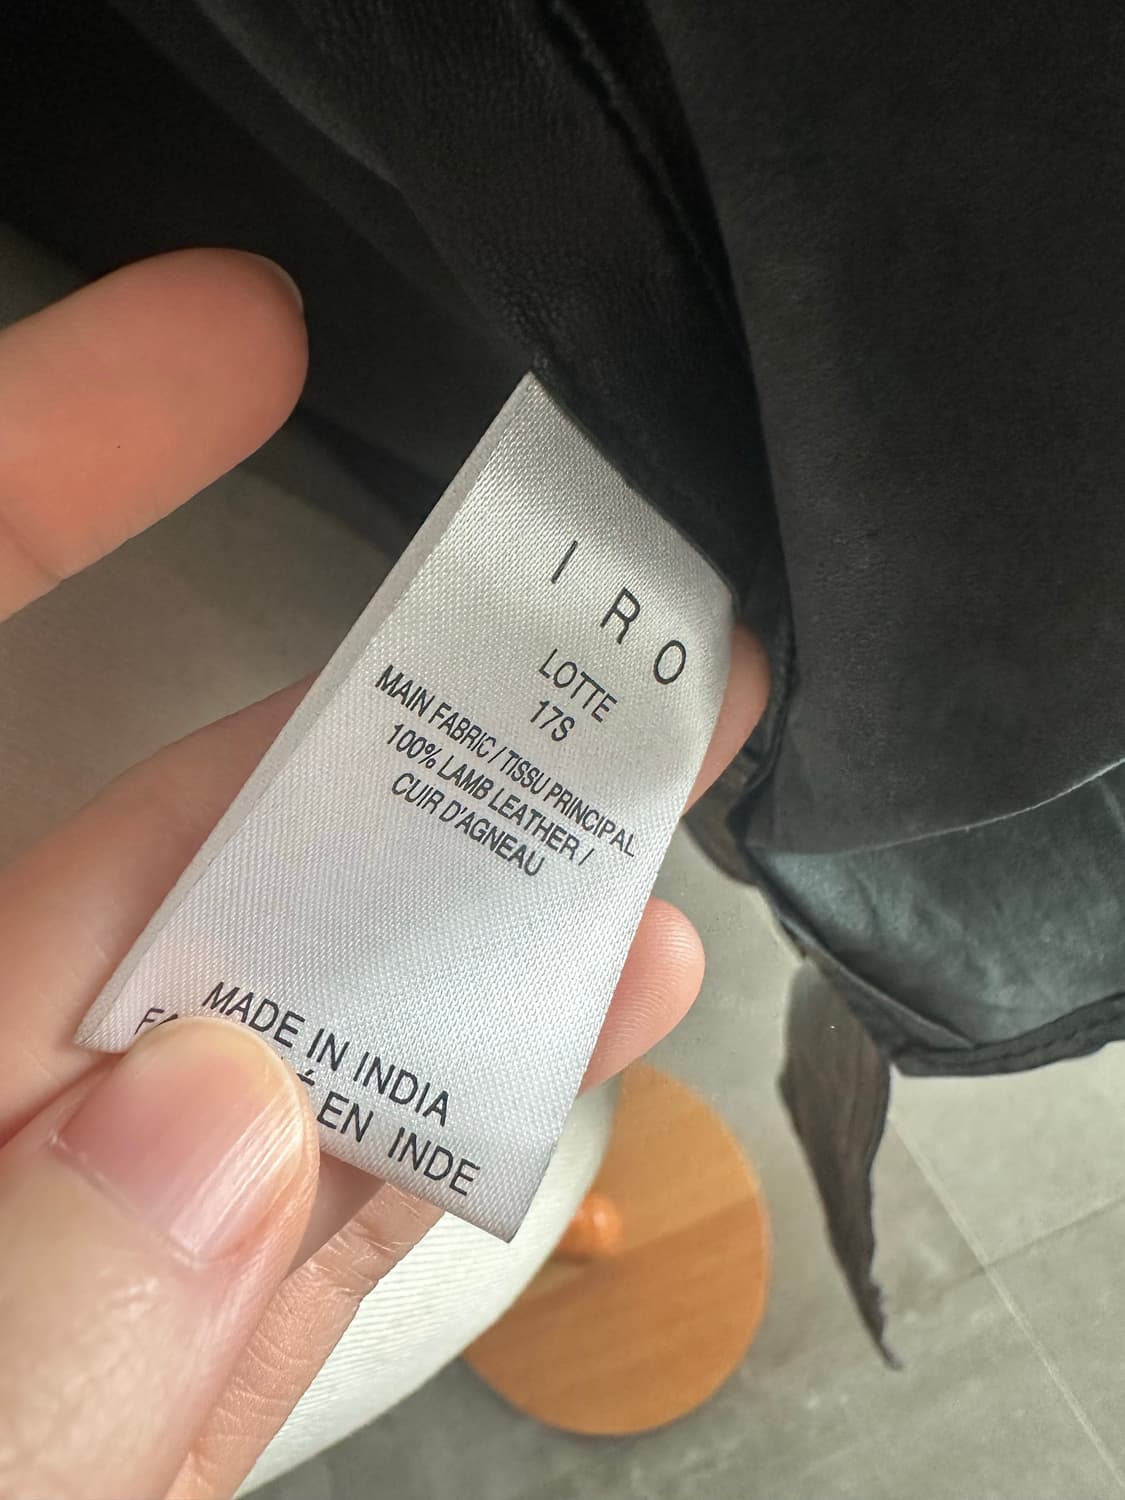 I R O
LOTTE
17S
MAIN FABRIC / TISSU PRINCIPAL
100% LAMB LEATHER /
CUIR D'AGNEAU
MADE IN INDIA
EN INDE